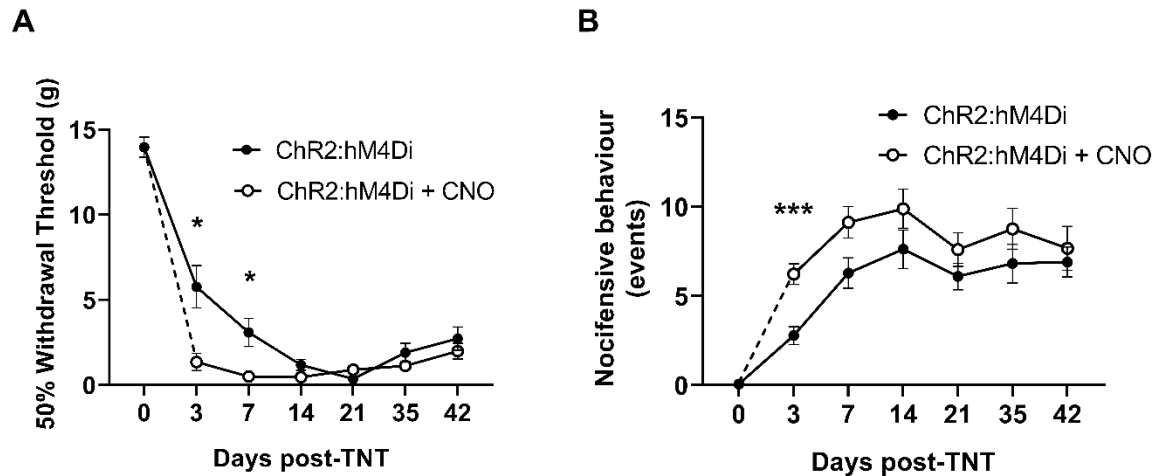 A
50% Withdrawal Threshold (g)
15
10
5
0
*
*
ChR2:hM4Di
ChR2:hM4Di + CNO
0 3 7 14 21 35 42
Days post-TNT
B
Nocifensive behaviour
(events)
15
10
5
0
***
ChR2:hM4Di
ChR2:hM4Di + CNO
0 3 7 14 21 35 42
Days post-TNT